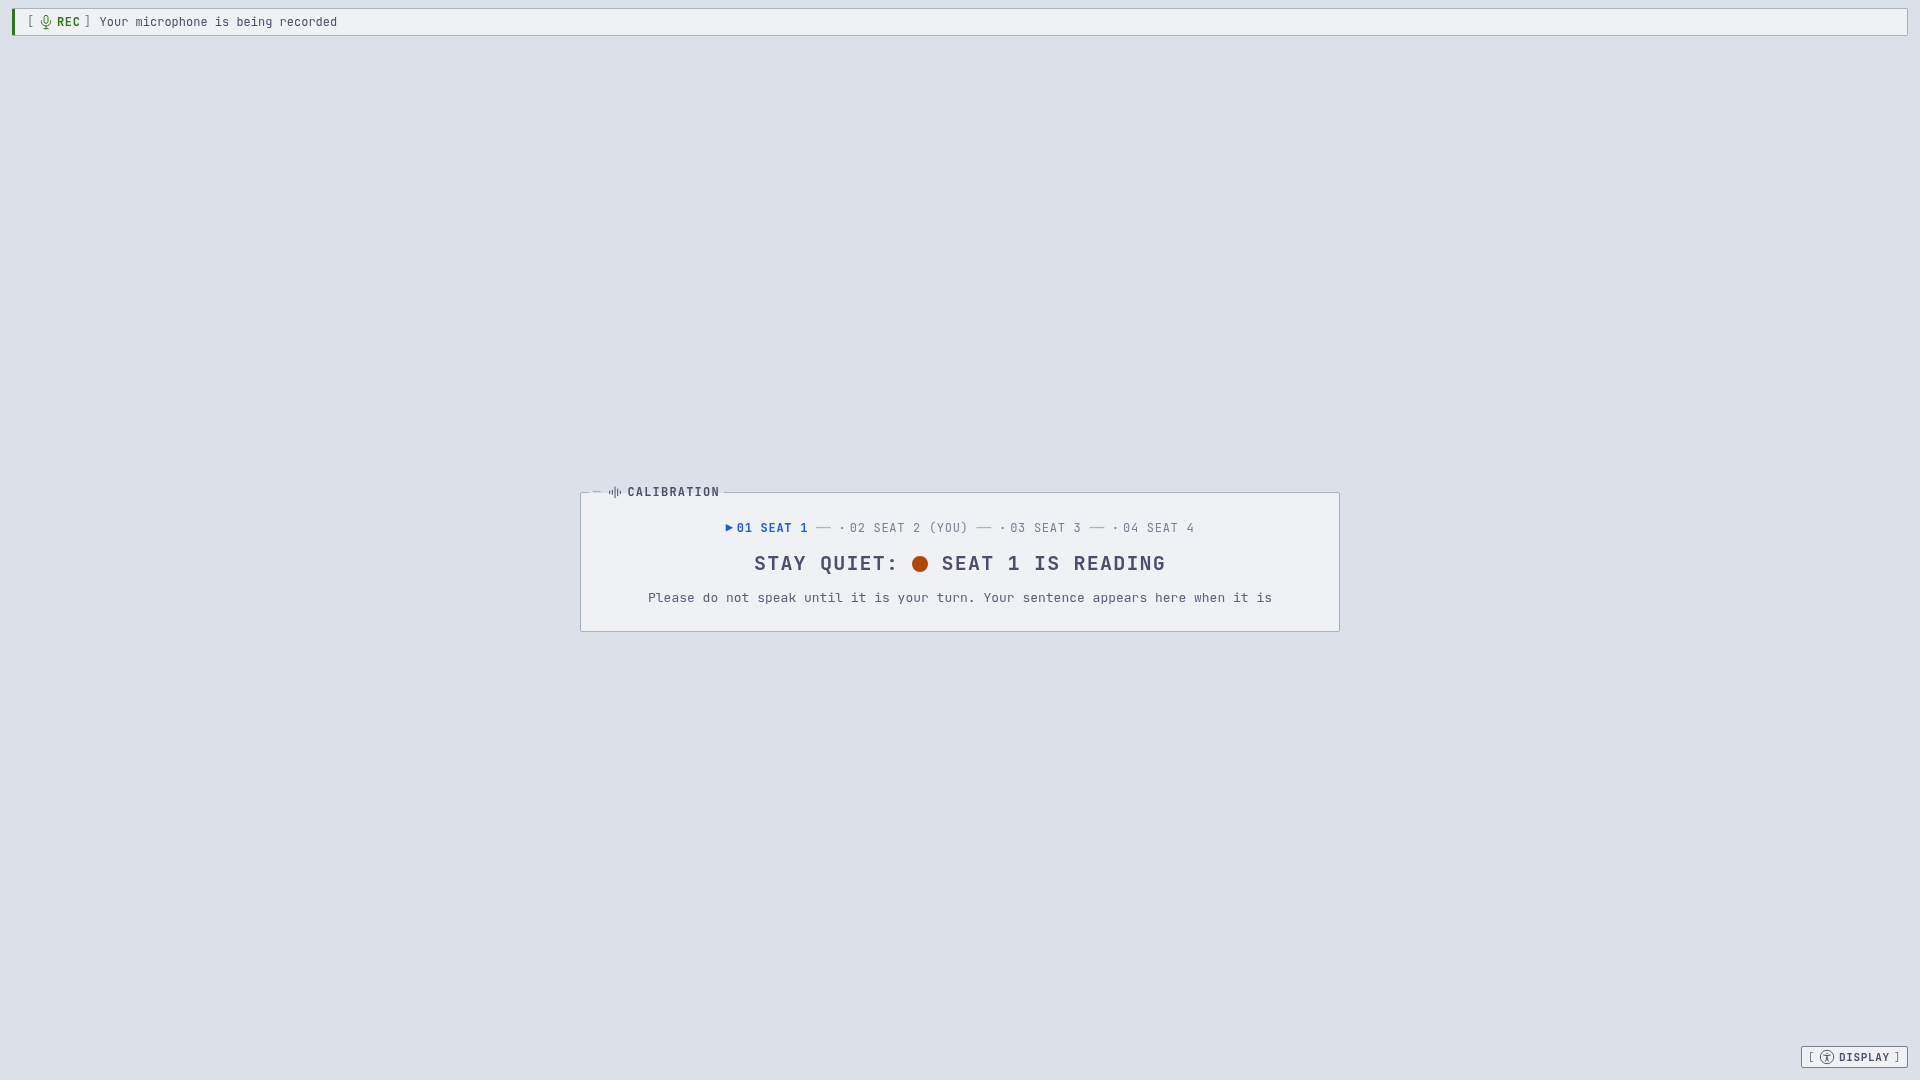 [ REC ] Your microphone is being recorded
CALIBRATION
▶ 01 SEAT 1 — · 02 SEAT 2 (YOU) — · 03 SEAT 3 — · 04 SEAT 4
STAY QUIET: ● SEAT 1 IS READING
Please do not speak until it is your turn. Your sentence appears here when it is
[ DISPLAY ]